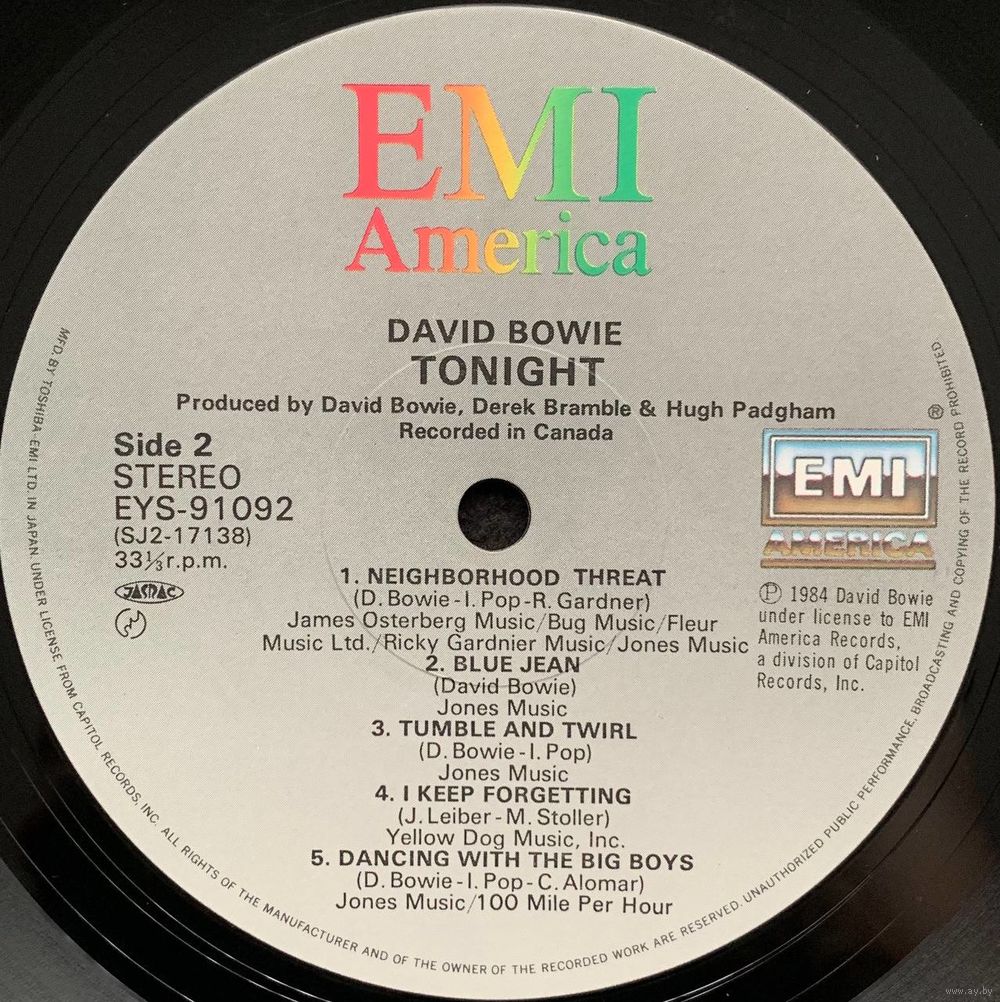 EMI
America
DAVID BOWIE
TONIGHT
Produced by David Bowie, Derek Bramble & Hugh Padgham
Recorded in Canada
Side 2
STEREO
EYS-91092
(SJ2-17138)
33⅓r.p.m.
JASRAC
®
EMI
AMERICA
℗ 1984 David Bowie
under license to EMI
America Records,
a division of Capitol
Records, Inc.
1. NEIGHBORHOOD THREAT
(D. Bowie-I. Pop-R. Gardner)
James Osterberg Music/Bug Music/Fleur
Music Ltd./Ricky Gardnier Music/Jones Music
2. BLUE JEAN
(David Bowie)
Jones Music
3. TUMBLE AND TWIRL
(D. Bowie-I. Pop)
Jones Music
4. I KEEP FORGETTING
(J. Leiber-M. Stoller)
Yellow Dog Music, Inc.
5. DANCING WITH THE BIG BOYS
(D. Bowie-I. Pop-C. Alomar)
Jones Music/100 Mile Per Hour
MFD. BY TOSHIBA-EMI LTD. IN JAPAN. UNDER LICENSE FROM CAPITOL RECORDS, INC. ALL RIGHTS OF THE MANUFACTURER AND OF THE OWNER OF THE RECORDED WORK ARE RESERVED. UNAUTHORIZED PUBLIC PERFORMANCE, BROADCASTING AND COPYING OF THE RECORD PROHIBITED
www.ay.by